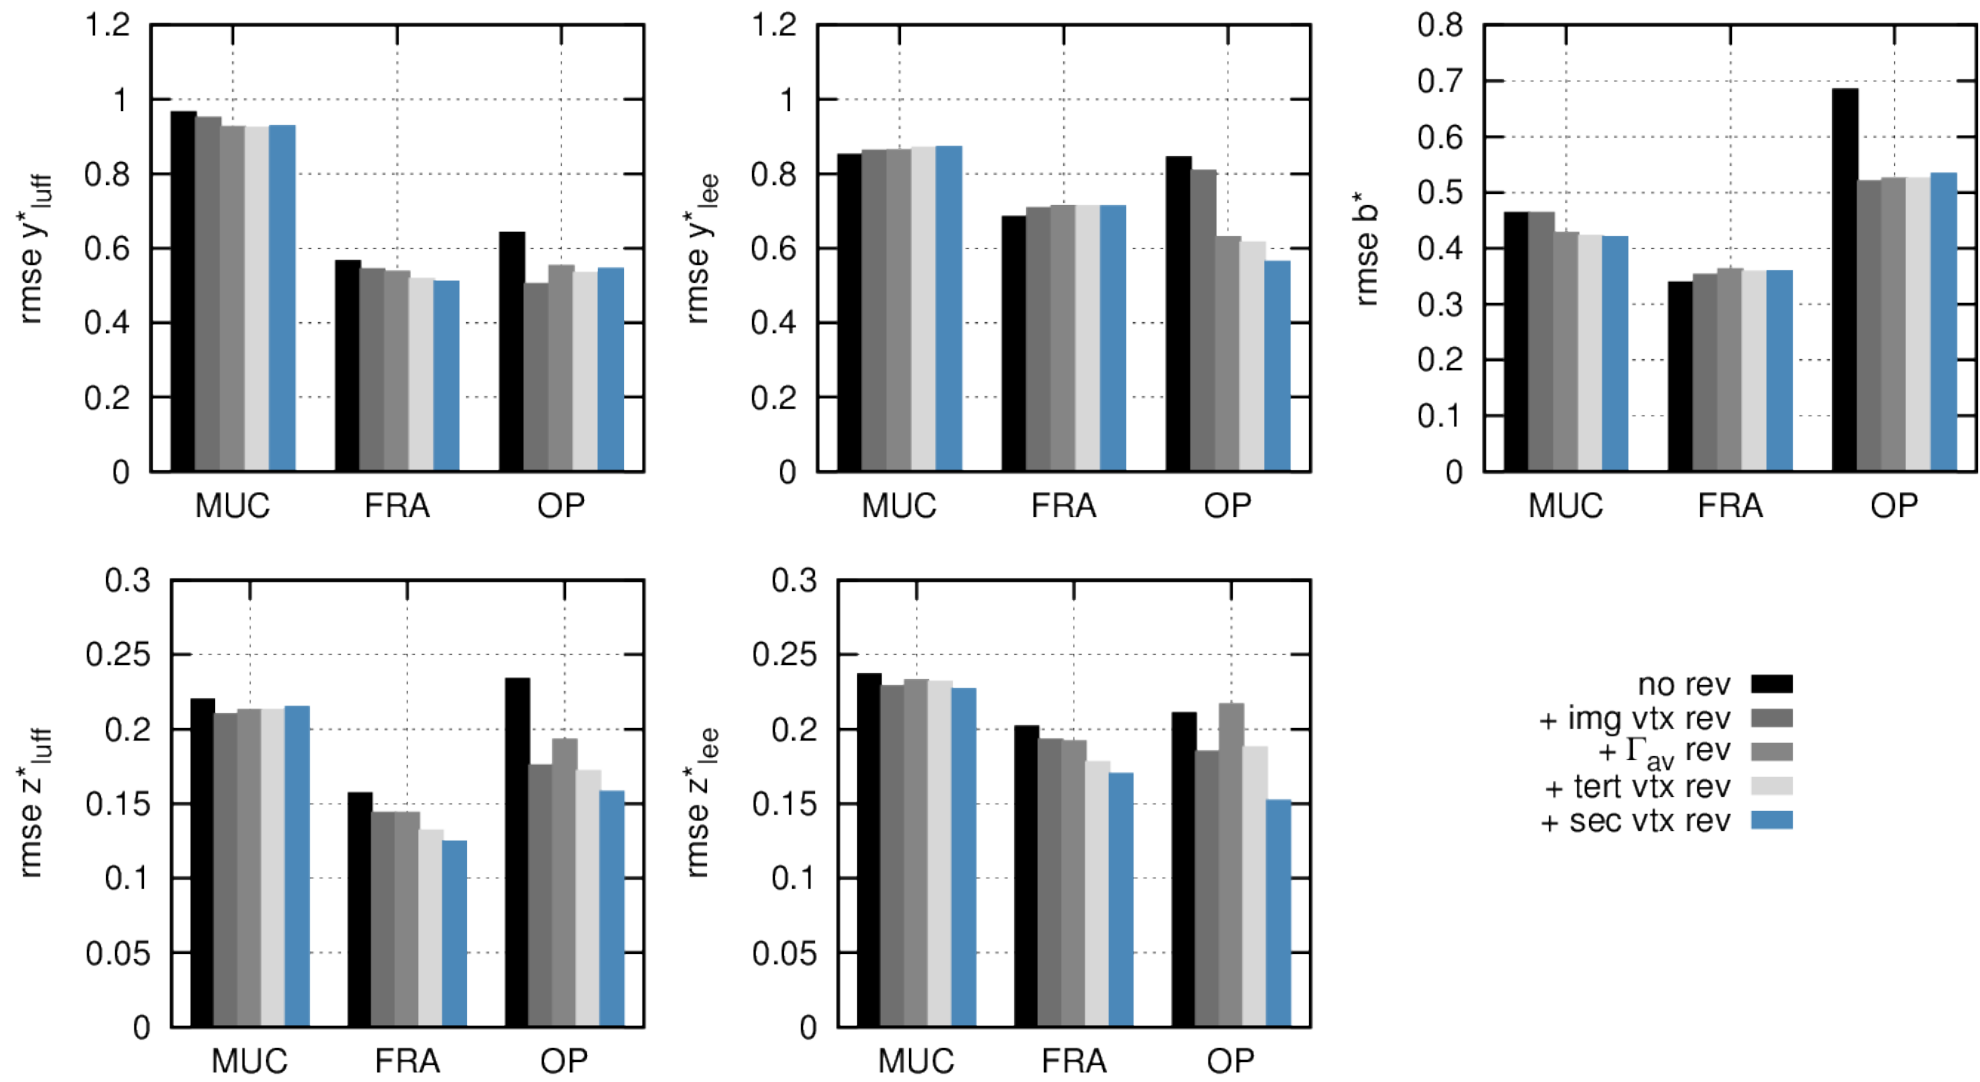 rmse y*luff
1.2
1
0.8
0.6
0.4
0.2
0
MUC FRA OP
rmse y*lee
1.2
1
0.8
0.6
0.4
0.2
0
MUC FRA OP
rmse b*
0.8
0.7
0.6
0.5
0.4
0.3
0.2
0.1
0
MUC FRA OP
rmse z*luff
0.3
0.25
0.2
0.15
0.1
0.05
0
MUC FRA OP
rmse z*lee
0.3
0.25
0.2
0.15
0.1
0.05
0
MUC FRA OP
no rev
+ img vtx rev
+ Γav rev
+ tert vtx rev
+ sec vtx rev